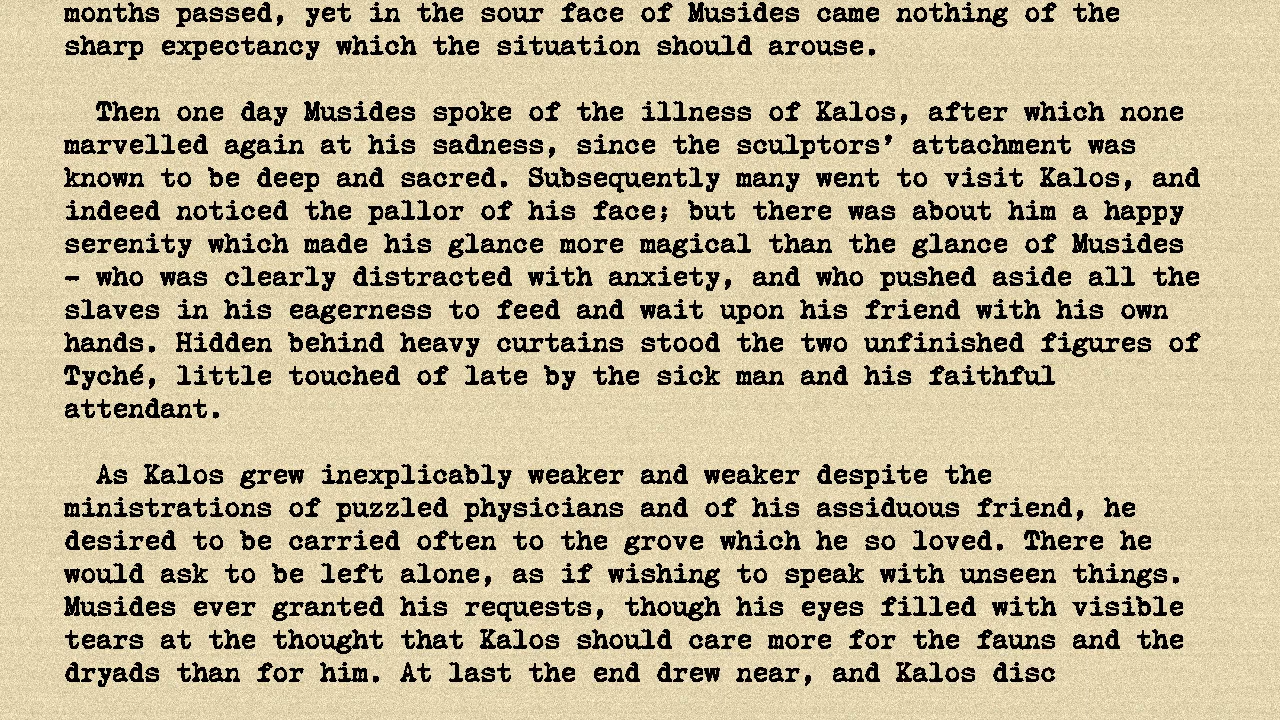 months passed, yet in the sour face of Musides came nothing of the
sharp expectancy which the situation should arouse.
Then one day Musides spoke of the illness of Kalos, after which none
marvelled again at his sadness, since the sculptors’ attachment was
known to be deep and sacred. Subsequently many went to visit Kalos, and
indeed noticed the pallor of his face; but there was about him a happy
serenity which made his glance more magical than the glance of Musides
– who was clearly distracted with anxiety, and who pushed aside all the
slaves in his eagerness to feed and wait upon his friend with his own
hands. Hidden behind heavy curtains stood the two unfinished figures of
Tyché, little touched of late by the sick man and his faithful
attendant.
As Kalos grew inexplicably weaker and weaker despite the
ministrations of puzzled physicians and of his assiduous friend, he
desired to be carried often to the grove which he so loved. There he
would ask to be left alone, as if wishing to speak with unseen things.
Musides ever granted his requests, though his eyes filled with visible
tears at the thought that Kalos should care more for the fauns and the
dryads than for him. At last the end drew near, and Kalos disc